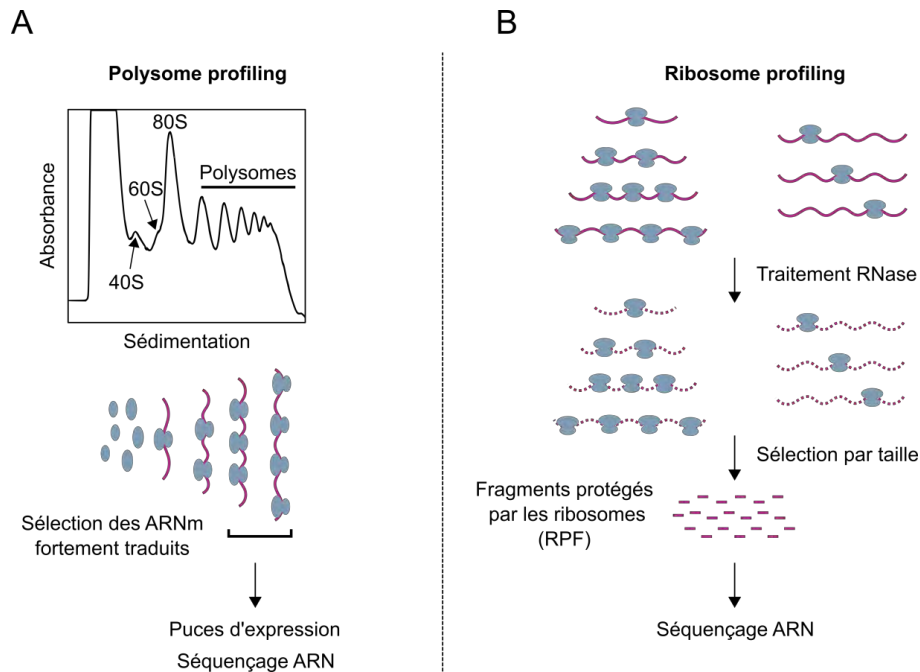 A
Polysome profiling
80S
Polysomes
60S
40S
Absorbance
Sédimentation
Sélection des ARNm
fortement traduits
Puces d'expression
Séquençage ARN
B
Ribosome profiling
Traitement RNase
Sélection par taille
Fragments protégés
par les ribosomes
(RPF)
Séquençage ARN